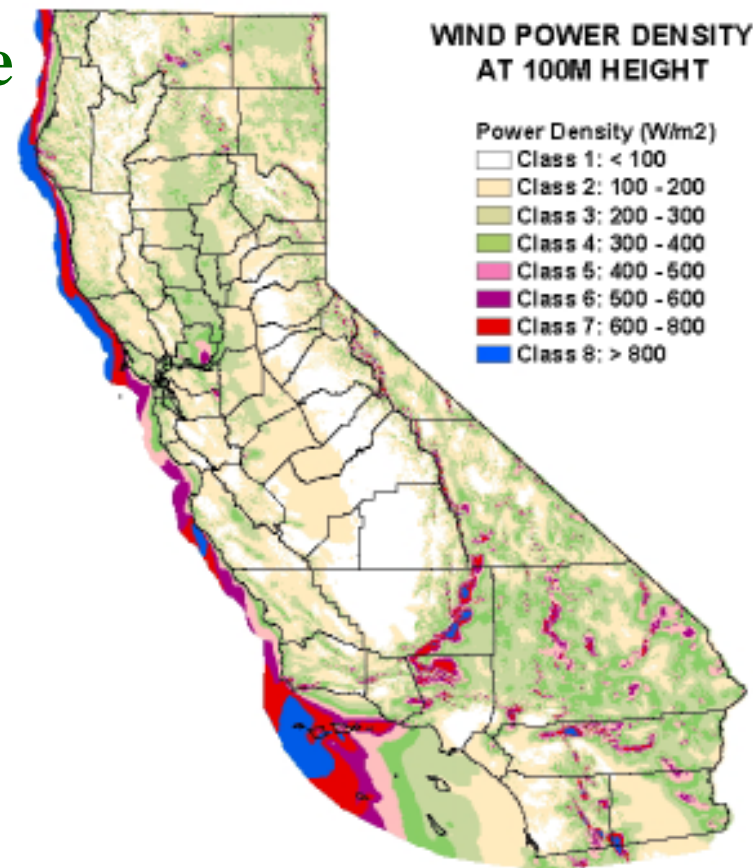 e
WIND POWER DENSITY
AT 100M HEIGHT
Power Density (W/m2)
Class 1: < 100
Class 2: 100 - 200
Class 3: 200 - 300
Class 4: 300 - 400
Class 5: 400 - 500
Class 6: 500 - 600
Class 7: 600 - 800
Class 8: > 800